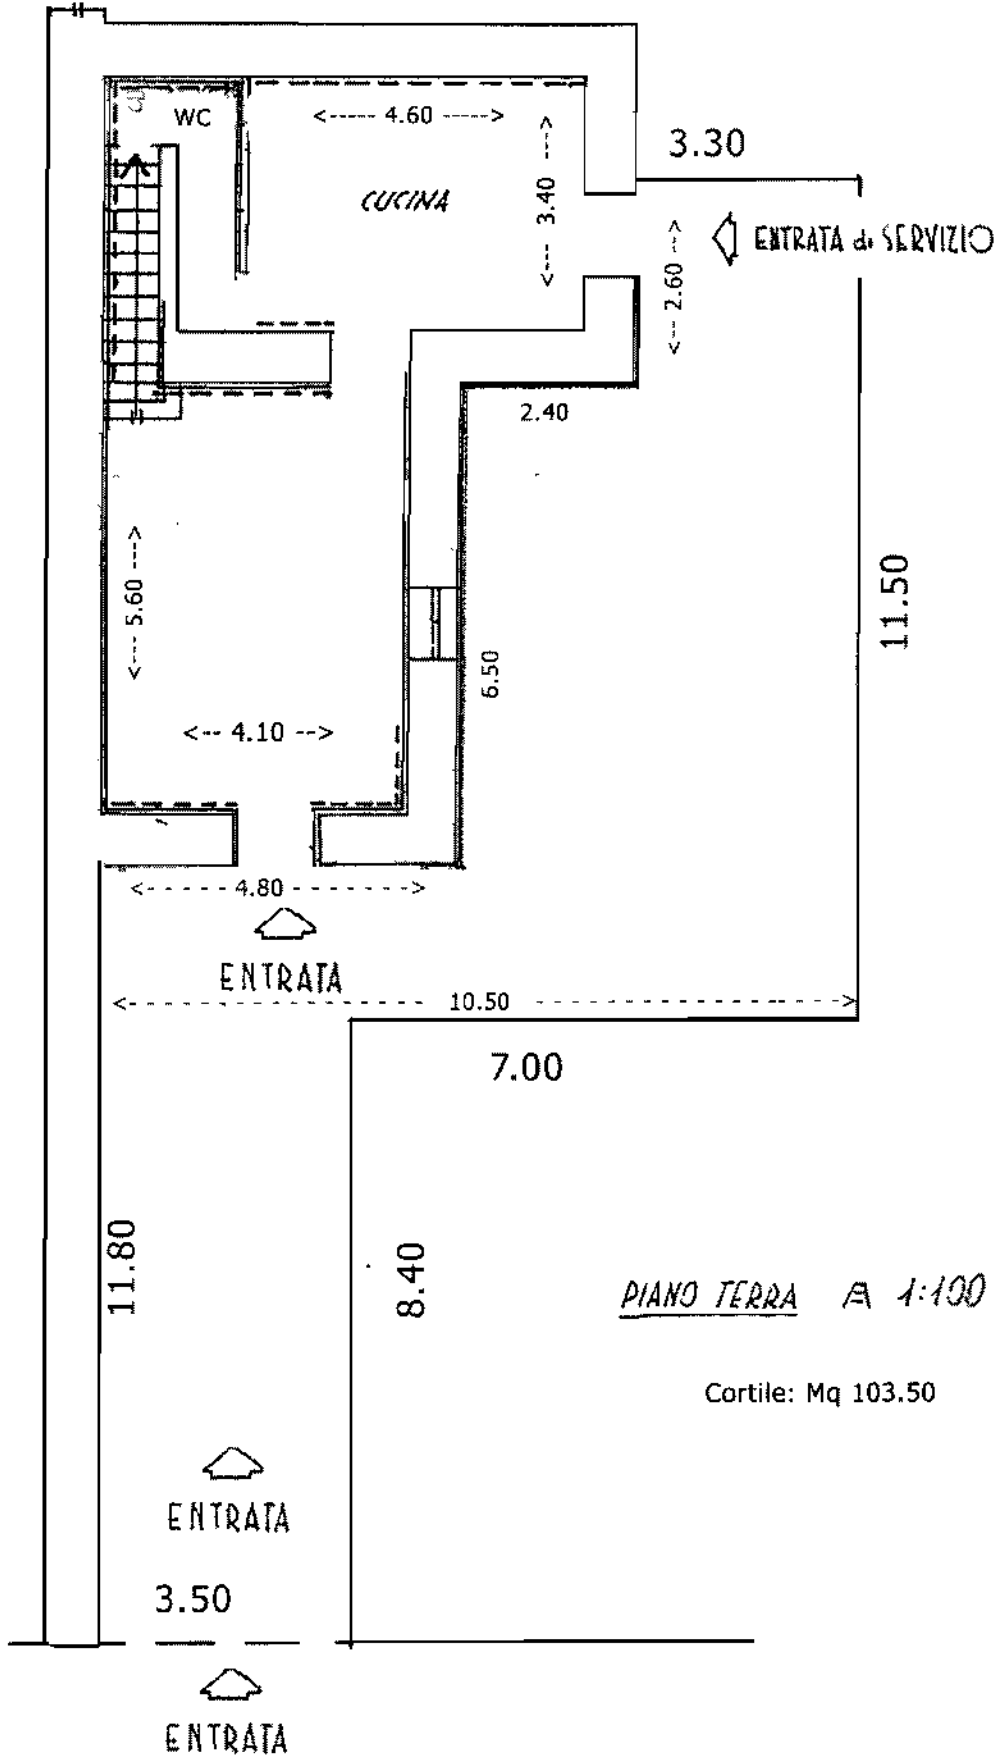 WC
<----- 4.60 ----->
3.30
CUCINA
<--- 3.40 --->
ENTRATA di SERVIZIO
<-- 2.60 -->
2.40
<--- 5.60 --->
11.50
6.50
<-- 4.10 -->
<- - - - - - - 4.80 - - - - - - - ->
ENTRATA
<- - - - - - - 10.50 - - - - - - - ->
7.00
11.80
8.40
PIANO TERRA A 1:100
Cortile: Mq 103.50
ENTRATA
3.50
ENTRATA